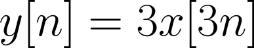 y[n] = 3x[3n]